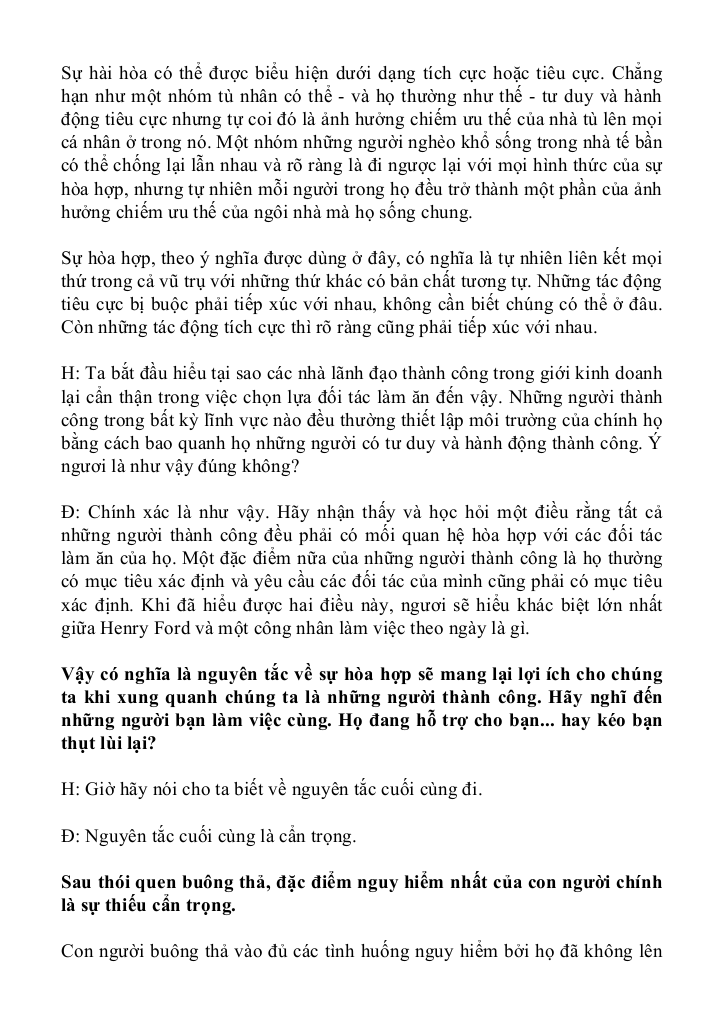 Sự hài hòa có thể được biểu hiện dưới dạng tích cực hoặc tiêu cực. Chẳng
hạn như một nhóm tù nhân có thể - và họ thường như thế - tư duy và hành
động tiêu cực nhưng tự coi đó là ảnh hưởng chiếm ưu thế của nhà tù lên mọi
cá nhân ở trong nó. Một nhóm những người nghèo khổ sống trong nhà tế bần
có thể chống lại lẫn nhau và rõ ràng là đi ngược lại với mọi hình thức của sự
hòa hợp, nhưng tự nhiên mỗi người trong họ đều trở thành một phần của ảnh
hưởng chiếm ưu thế của ngôi nhà mà họ sống chung.
Sự hòa hợp, theo ý nghĩa được dùng ở đây, có nghĩa là tự nhiên liên kết mọi
thứ trong cả vũ trụ với những thứ khác có bản chất tương tự. Những tác động
tiêu cực bị buộc phải tiếp xúc với nhau, không cần biết chúng có thể ở đâu.
Còn những tác động tích cực thì rõ ràng cũng phải tiếp xúc với nhau.
H: Ta bắt đầu hiểu tại sao các nhà lãnh đạo thành công trong giới kinh doanh
lại cẩn thận trong việc chọn lựa đối tác làm ăn đến vậy. Những người thành
công trong bất kỳ lĩnh vực nào đều thường thiết lập môi trường của chính họ
bằng cách bao quanh họ những người có tư duy và hành động thành công. Ý
ngươi là như vậy đúng không?
Đ: Chính xác là như vậy. Hãy nhận thấy và học hỏi một điều rằng tất cả
những người thành công đều phải có mối quan hệ hòa hợp với các đối tác
làm ăn của họ. Một đặc điểm nữa của những người thành công là họ thường
có mục tiêu xác định và yêu cầu các đối tác của mình cũng phải có mục tiêu
xác định. Khi đã hiểu được hai điều này, ngươi sẽ hiểu khác biệt lớn nhất
giữa Henry Ford và một công nhân làm việc theo ngày là gì.
Vậy có nghĩa là nguyên tắc về sự hòa hợp sẽ mang lại lợi ích cho chúng
ta khi xung quanh chúng ta là những người thành công. Hãy nghĩ đến
những người bạn làm việc cùng. Họ đang hỗ trợ cho bạn... hay kéo bạn
thụt lùi lại?
H: Giờ hãy nói cho ta biết về nguyên tắc cuối cùng đi.
Đ: Nguyên tắc cuối cùng là cẩn trọng.
Sau thói quen buông thả, đặc điểm nguy hiểm nhất của con người chính
là sự thiếu cẩn trọng.
Con người buông thả vào đủ các tình huống nguy hiểm bởi họ đã không lên